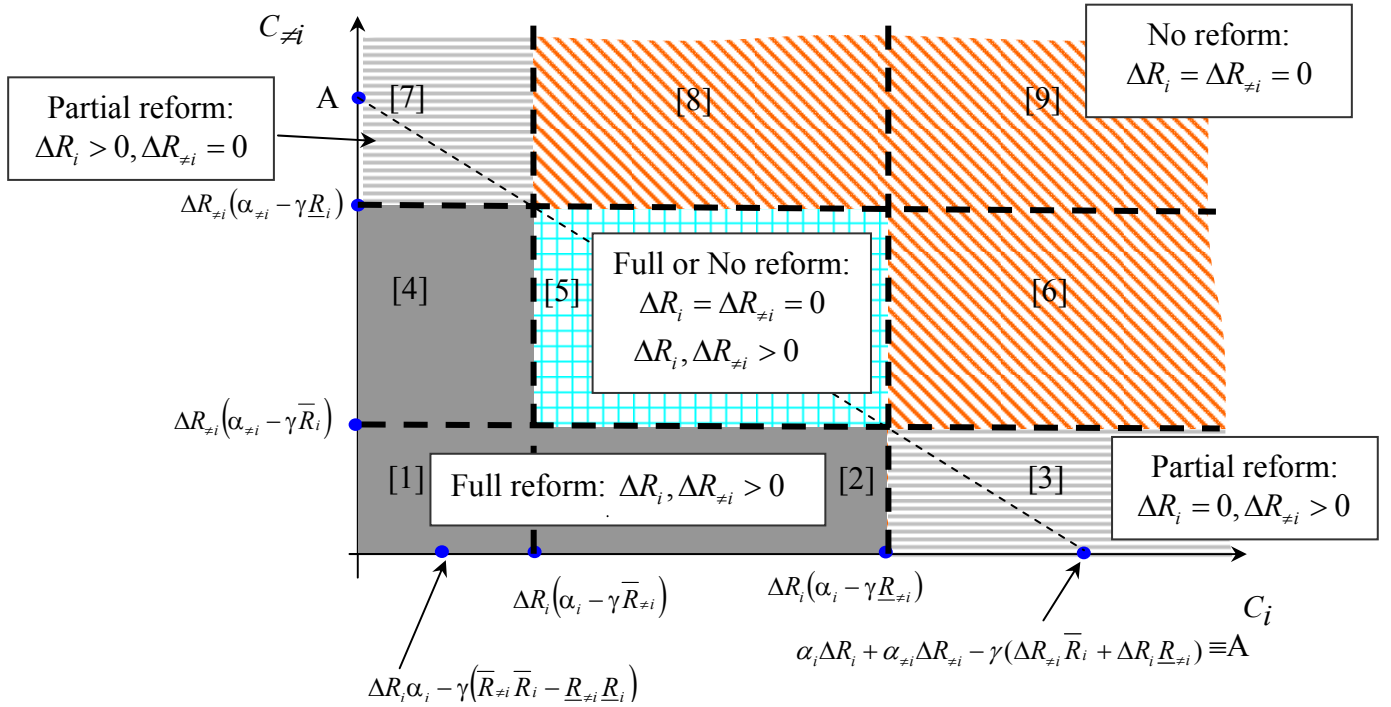 C≠i
No reform:
ΔR_i = ΔR_≠i = 0
Partial reform:
ΔR_i > 0, ΔR_≠i = 0
A
[7]
[8]
[9]
ΔR_≠i(α_≠i − γR̲_i)
Full or No reform:
ΔR_i = ΔR_≠i = 0
ΔR_i, ΔR_≠i > 0
[4]
[5]
[6]
ΔR_≠i(α_≠i − γR̅_i)
[1]
Full reform: ΔR_i, ΔR_≠i > 0
.
[2]
[3]
Partial reform:
ΔR_i = 0, ΔR_≠i > 0
ΔR_i(α_i − γR̅_≠i)
ΔR_i(α_i − γR̲_≠i)
C_i
α_iΔR_i + α_≠iΔR_≠i − γ(ΔR_≠iR̅_i + ΔR_iR̲_≠i) ≡A
ΔR_iα_i − γ(R̅_≠iR̅_i − R̲_≠iR̲_i)